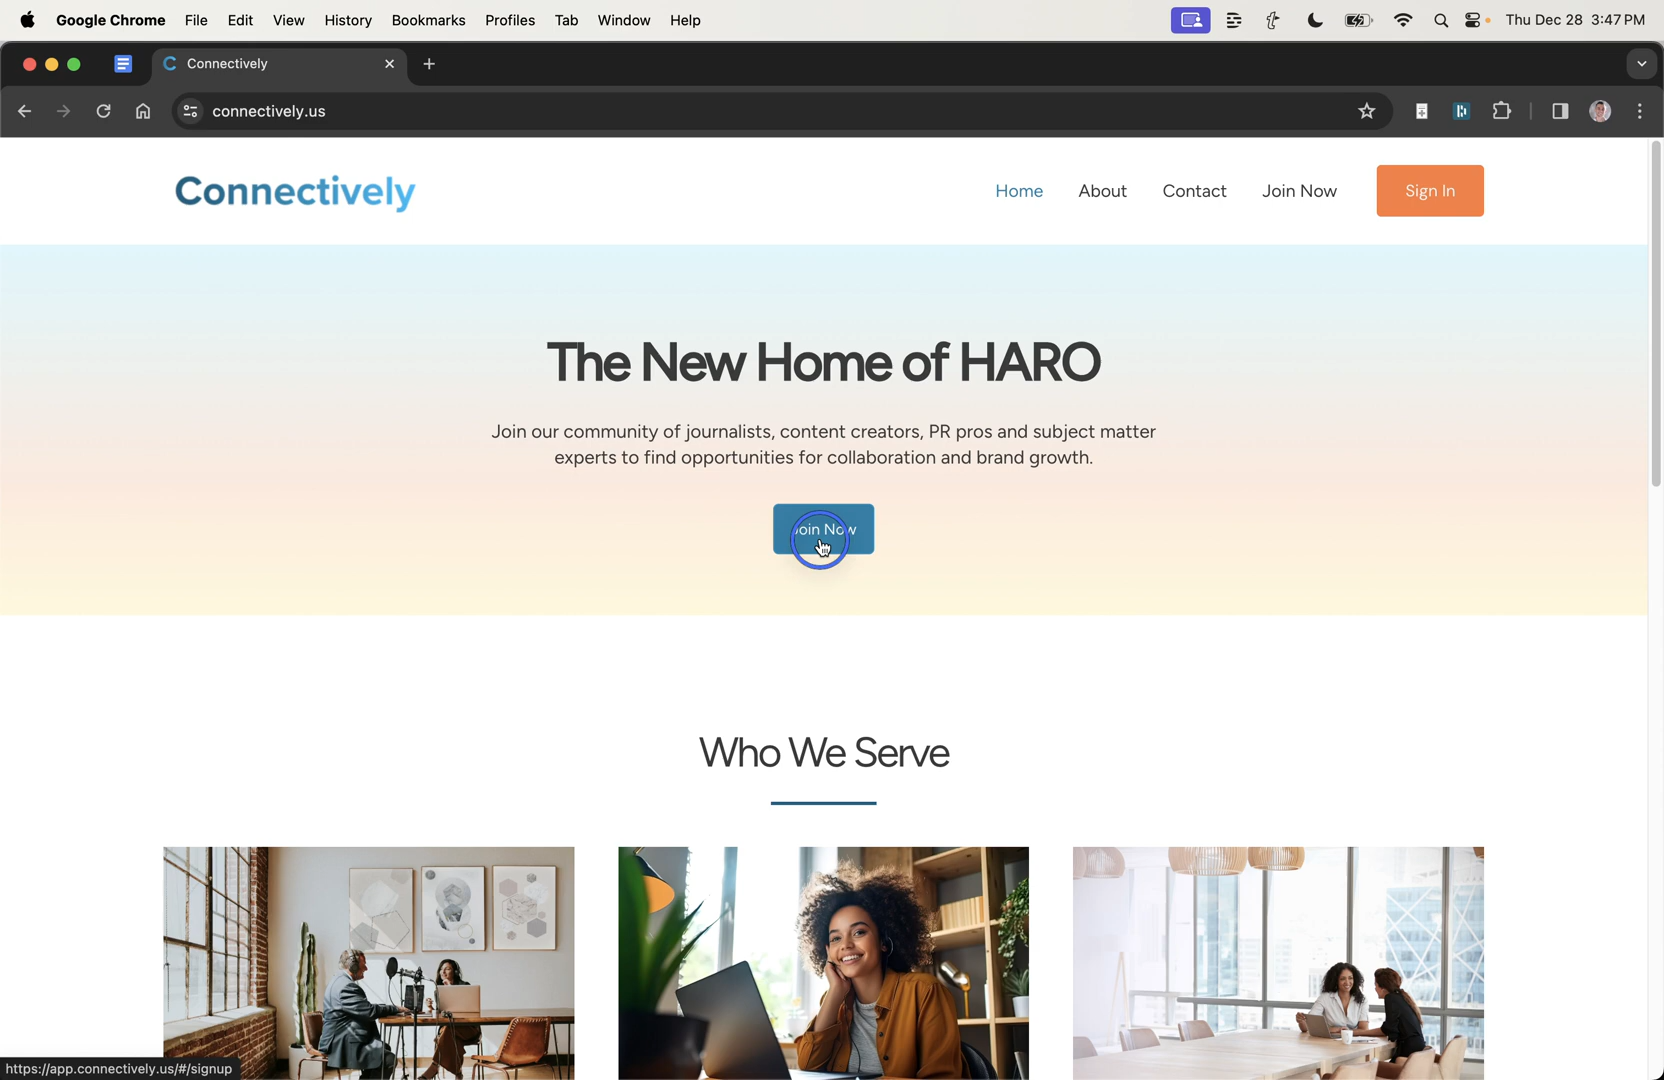 Google Chrome File Edit View History Bookmarks Profiles Tab Window Help Thu Dec 28 3:47 PM
Connectively
connectively.us
Connectively Home About Contact Join Now Sign In
The New Home of HARO
Join our community of journalists, content creators, PR pros and subject matter
experts to find opportunities for collaboration and brand growth.
Join Now
Who We Serve
https://app.connectively.us/#/signup